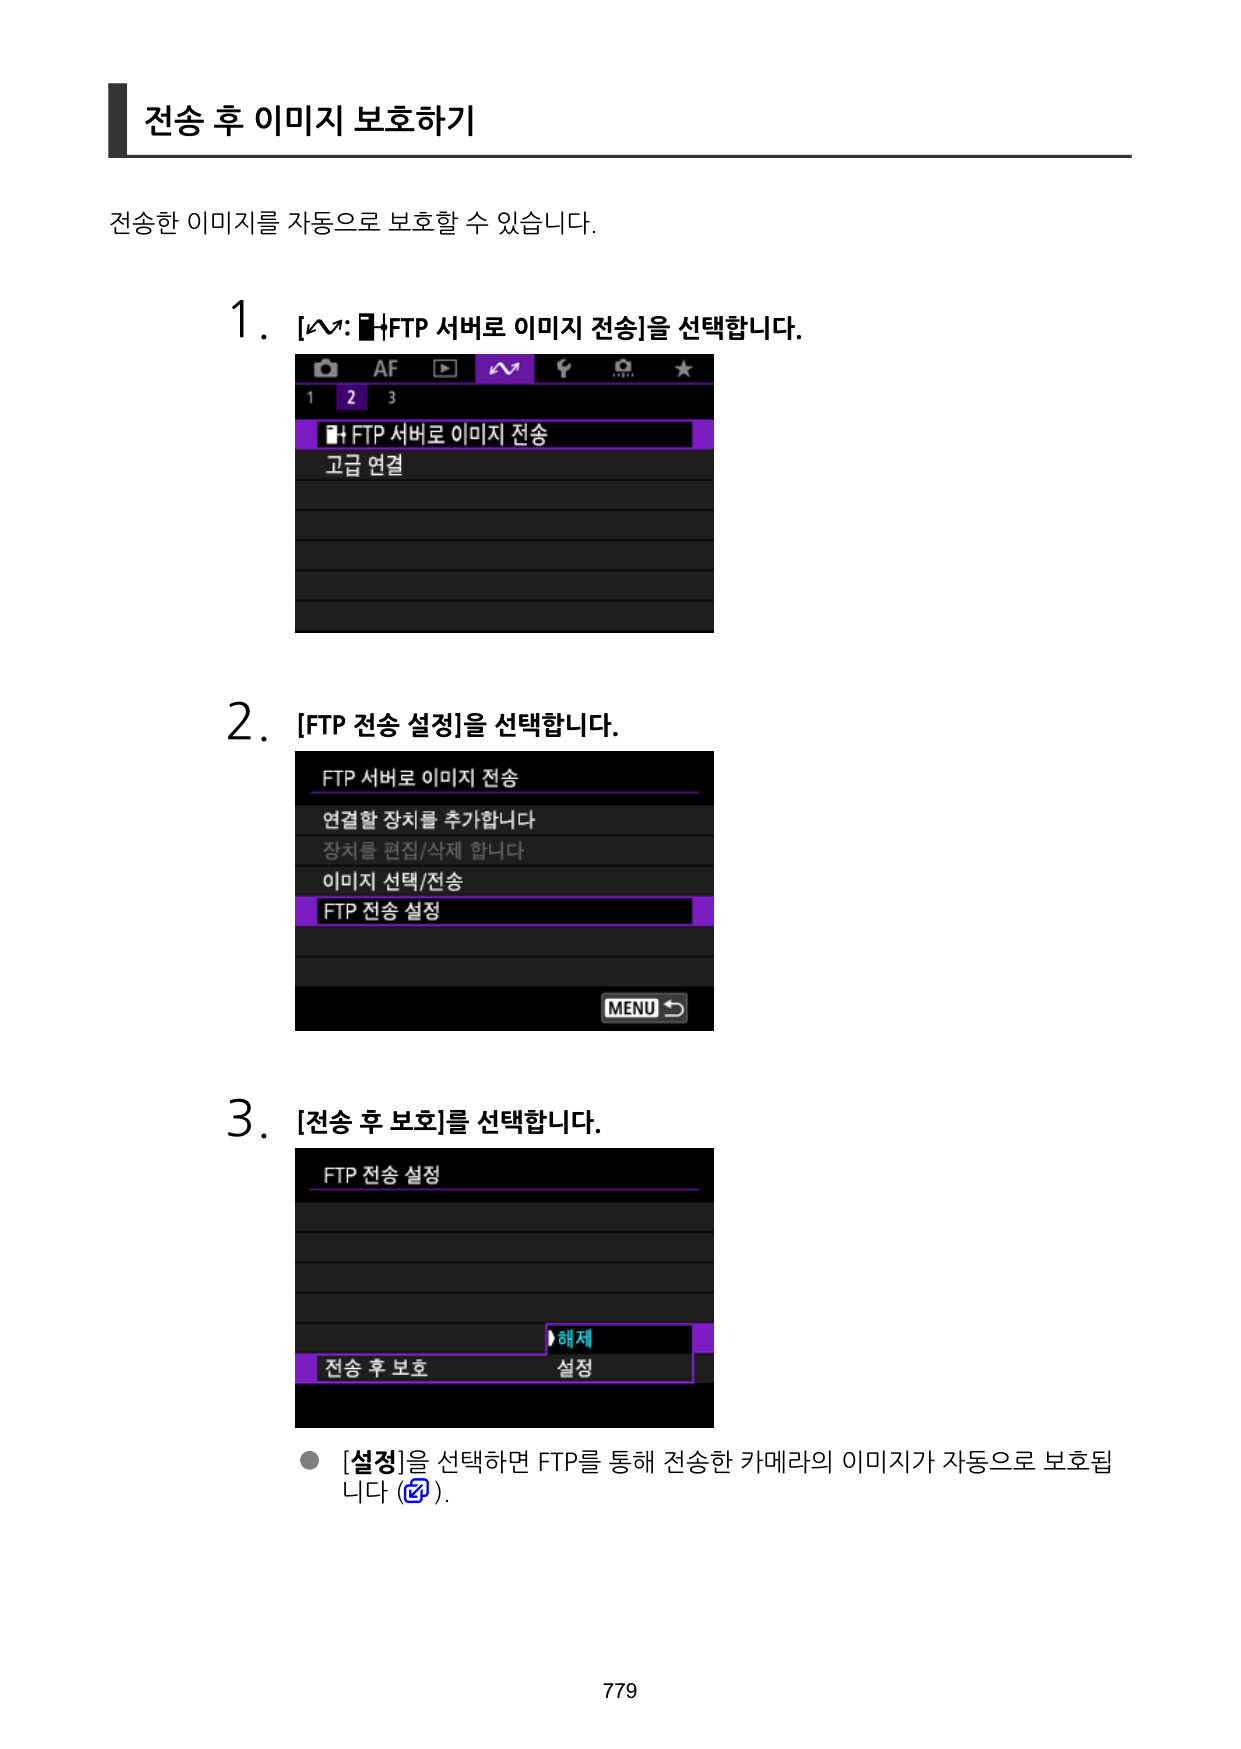 전송 후 이미지 보호하기
전송한 이미지를 자동으로 보호할 수 있습니다.
1. [: FTP 서버로 이미지 전송]을 선택합니다.
AF
1 2 3
FTP 서버로 이미지 전송
고급 연결
2. [FTP 전송 설정]을 선택합니다.
FTP 서버로 이미지 전송
연결할 장치를 추가합니다
장치를 편집/삭제 합니다
이미지 선택/전송
FTP 전송 설정
MENU
3. [전송 후 보호]를 선택합니다.
FTP 전송 설정
해제
전송 후 보호 설정
● [설정]을 선택하면 FTP를 통해 전송한 카메라의 이미지가 자동으로 보호됩
니다 ( ).
779